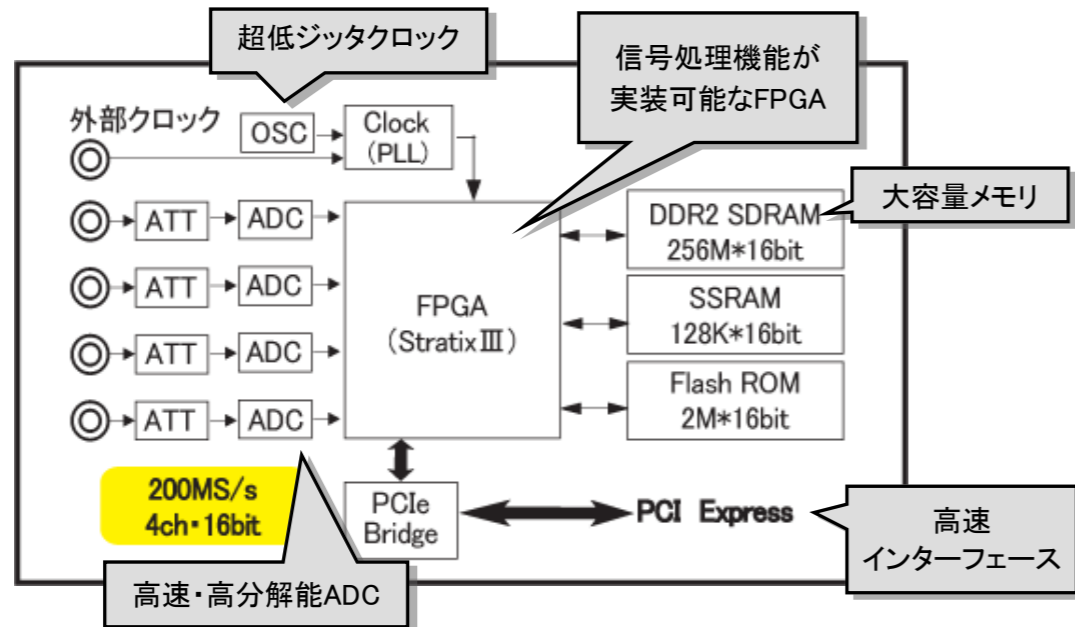 超低ジッタクロック
信号処理機能が
実装可能なFPGA
外部クロック
OSC
Clock
(PLL)
大容量メモリ
ATT
ADC
DDR2 SDRAM
256M*16bit
ATT
ADC
FPGA
(StratixⅢ)
SSRAM
128K*16bit
ATT
ADC
Flash ROM
2M*16bit
ATT
ADC
200MS/s
4ch・16bit
PCIe
Bridge
PCI Express
高速
インターフェース
高速・高分解能ADC